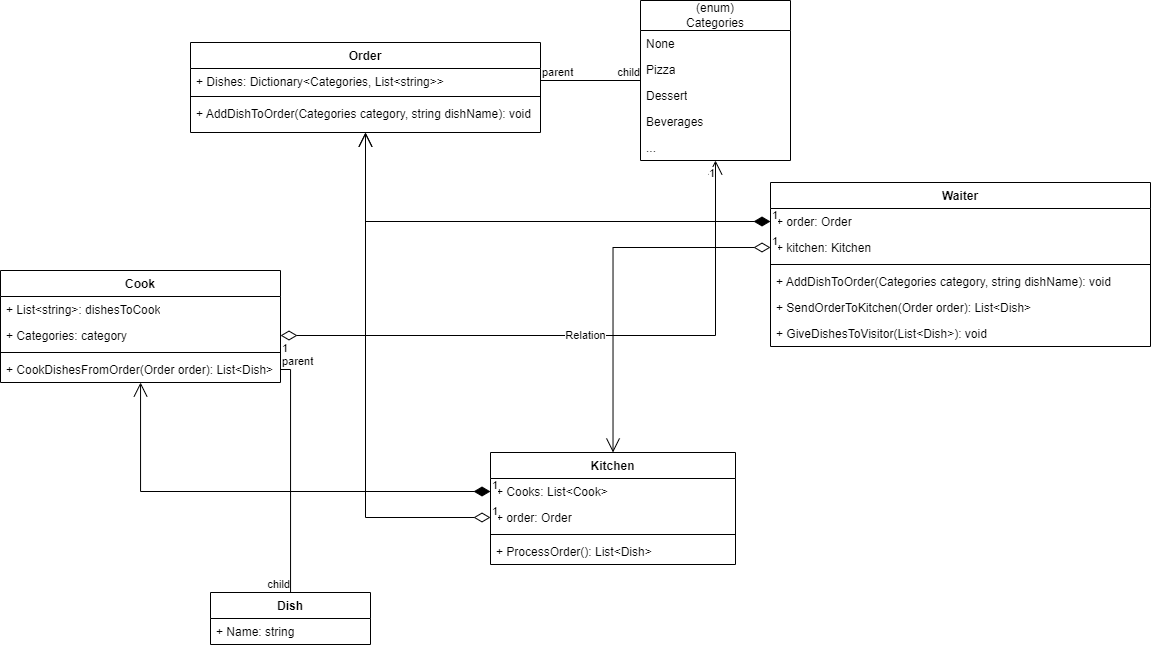 (enum)
Categories
None
Pizza
Dessert
Beverages
...
Order
+ Dishes: Dictionary<Categories, List<string>>
+ AddDishToOrder(Categories category, string dishName): void
parent
child
1
Waiter
1
+ order: Order
1
+ kitchen: Kitchen
+ AddDishToOrder(Categories category, string dishName): void
+ SendOrderToKitchen(Order order): List<Dish>
+ GiveDishesToVisitor(List<Dish>): void
Cook
+ List<string>: dishesToCook
+ Categories: category
+ CookDishesFromOrder(Order order): List<Dish>
1
parent
Relation
Kitchen
1
+ Cooks: List<Cook>
1
+ order: Order
+ ProcessOrder(): List<Dish>
child
Dish
+ Name: string